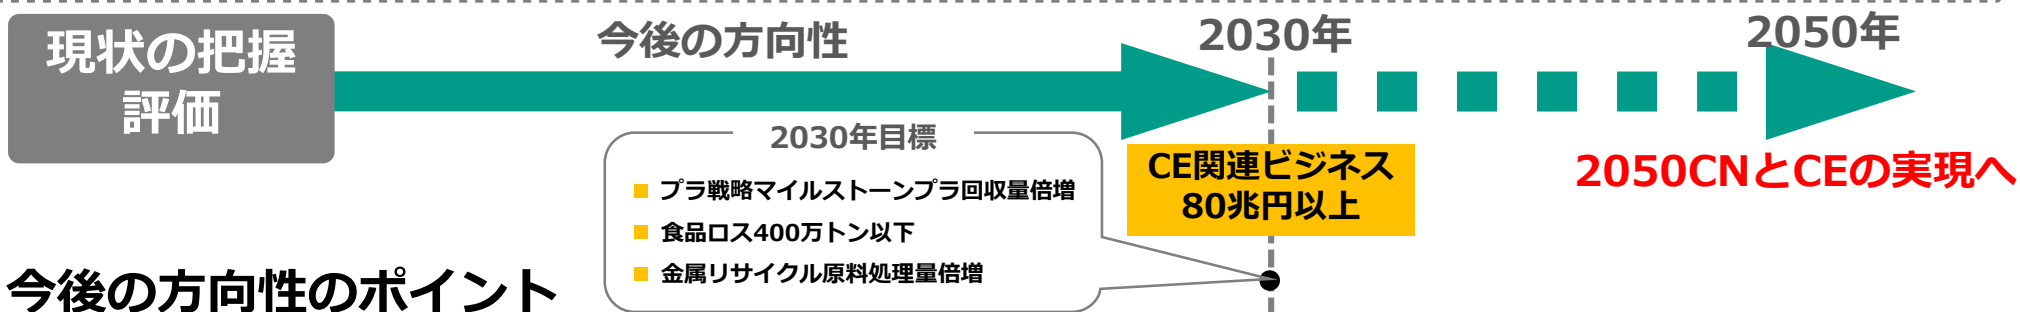 現状の把握
評価
今後の方向性
2030年
2050年
2030年目標
プラ戦略マイルストーンプラ回収量倍増
食品ロス400万トン以下
金属リサイクル原料処理量倍増
CE関連ビジネス
80兆円以上
2050CNとCEの実現へ
今後の方向性のポイント